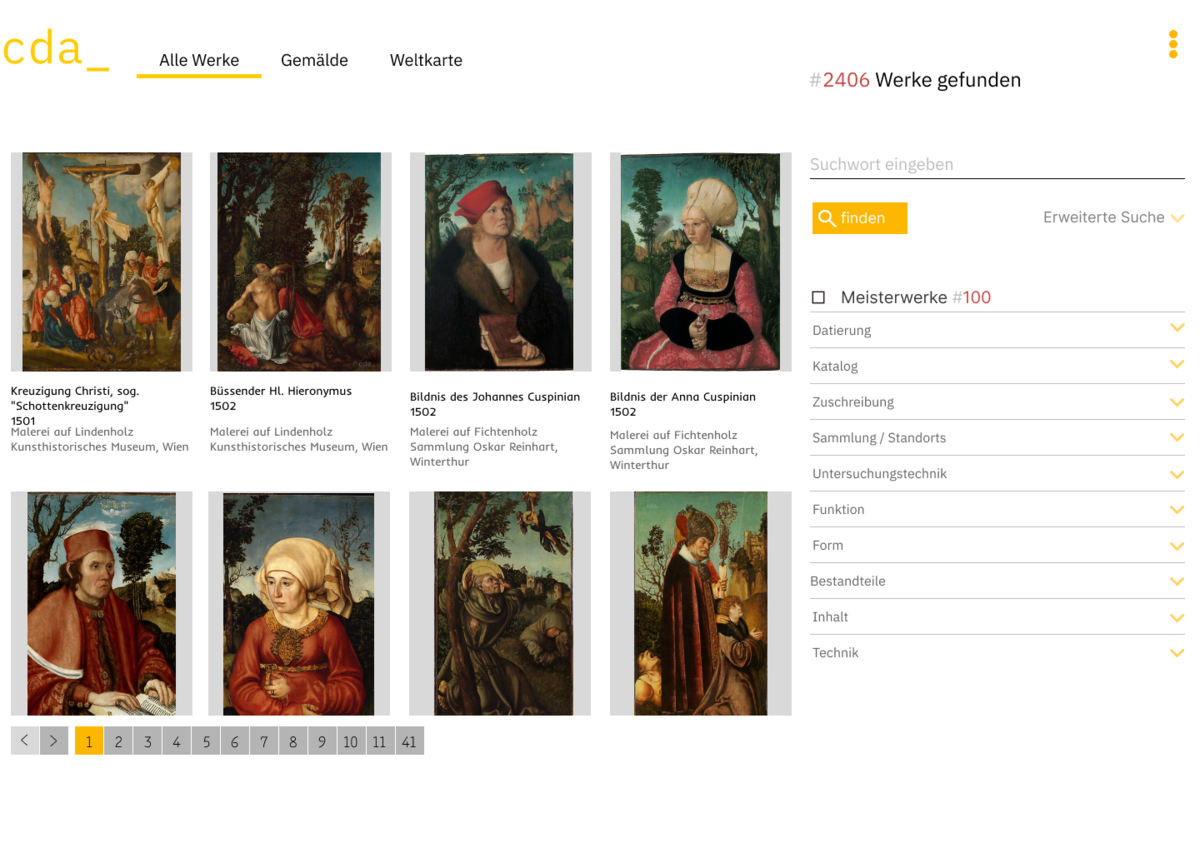 cda_
Alle Werke
Gemälde
Weltkarte
#2406 Werke gefunden
Suchwort eingeben
finden
Erweiterte Suche
Meisterwerke #100
Datierung
Katalog
Zuschreibung
Sammlung / Standorts
Untersuchungstechnik
Funktion
Form
Bestandteile
Inhalt
Technik
Kreuzigung Christi, sog.
"Schottenkreuzigung"
1501
Malerei auf Lindenholz
Kunsthistorisches Museum, Wien
Büssender Hl. Hieronymus
1502
Malerei auf Lindenholz
Kunsthistorisches Museum, Wien
Bildnis des Johannes Cuspinian
1502
Malerei auf Fichtenholz
Sammlung Oskar Reinhart,
Winterthur
Bildnis der Anna Cuspinian
1502
Malerei auf Fichtenholz
Sammlung Oskar Reinhart,
Winterthur
< > 1 2 3 4 5 6 7 8 9 10 11 41